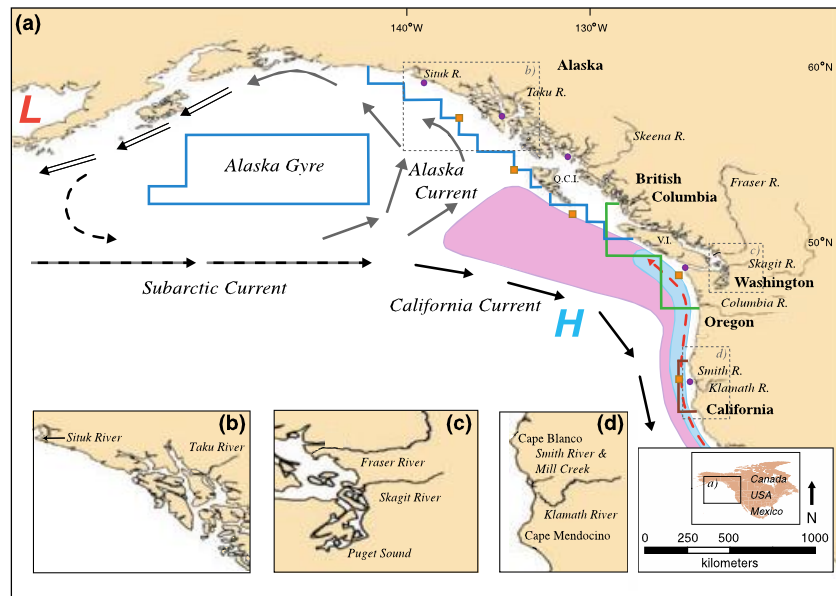 (a)
140°W
130°W
60°N
50°N
L
H
Situk R.
b)
Alaska
Taku R.
Skeena R.
Alaska Gyre
Alaska
Current
Q.C.I.
British
Columbia
Fraser R.
V.I.
c)
Skagit R.
Washington
Subarctic Current
California Current
Columbia R.
Oregon
d)
Smith R.
Klamath R.
California
(b)
Situk River
Taku River
(c)
Fraser River
Skagit River
Puget Sound
(d)
Cape Blanco
Smith River &
Mill Creek
Klamath River
Cape Mendocino
a)
Canada
USA
Mexico
N
0 250 500 1000
kilometers